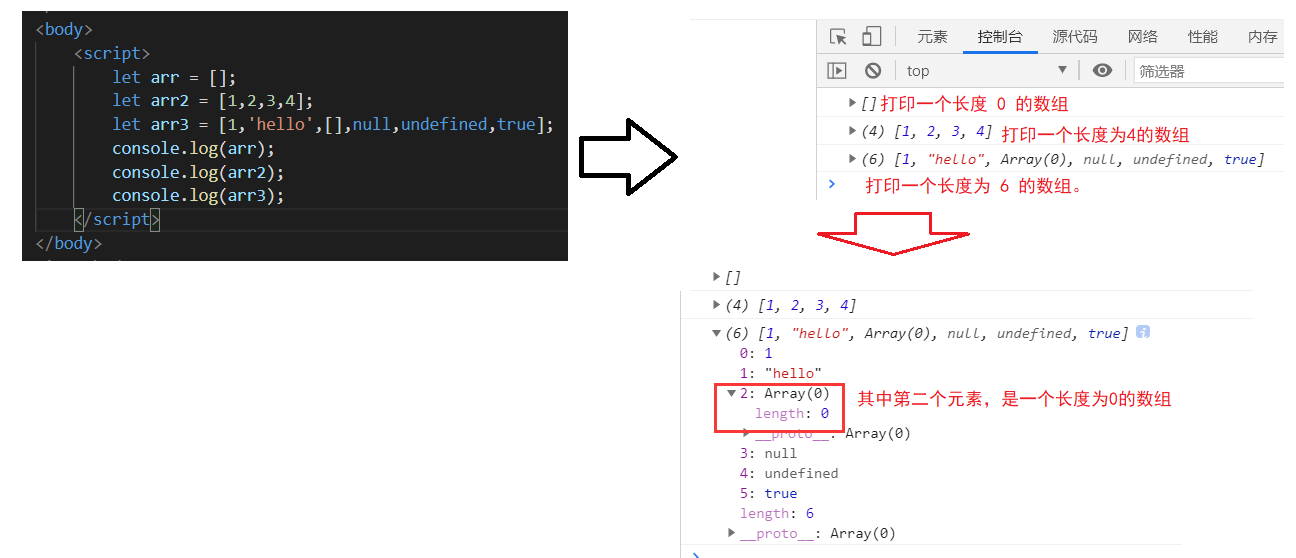 <body>
<script>
let arr = [];
let arr2 = [1,2,3,4];
let arr3 = [1,'hello',[],null,undefined,true];
console.log(arr);
console.log(arr2);
console.log(arr3);
</script>
</body>
元素 控制台 源代码 网络 性能 内存
top 筛选器
[] 打印一个长度 0 的数组
(4) [1, 2, 3, 4] 打印一个长度为4的数组
(6) [1, "hello", Array(0), null, undefined, true]
打印一个长度为 6 的数组。
[]
(4) [1, 2, 3, 4]
(6) [1, "hello", Array(0), null, undefined, true] i
0: 1
1: "hello"
2: Array(0)
其中第二个元素，是一个长度为0的数组
length: 0
__proto__: Array(0)
3: null
4: undefined
5: true
length: 6
__proto__: Array(0)